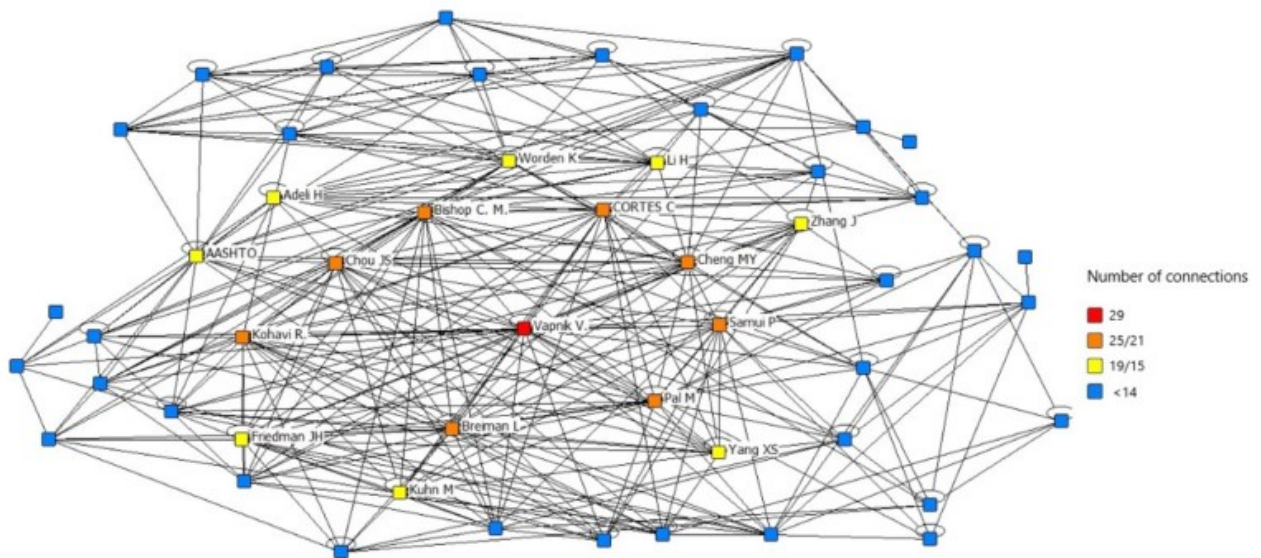 Worden K.
Li H.
Adeli H
Bishop C. M.
CORTES C
Zhang J
AASHTO
Chou JS
Cheng MY
Vapnik V.
Samui P
Kohavi R.
Pal M
Breiman L
Friedman JH
Yang XS
Kuhn M
Number of connections
29
25/21
19/15
<14